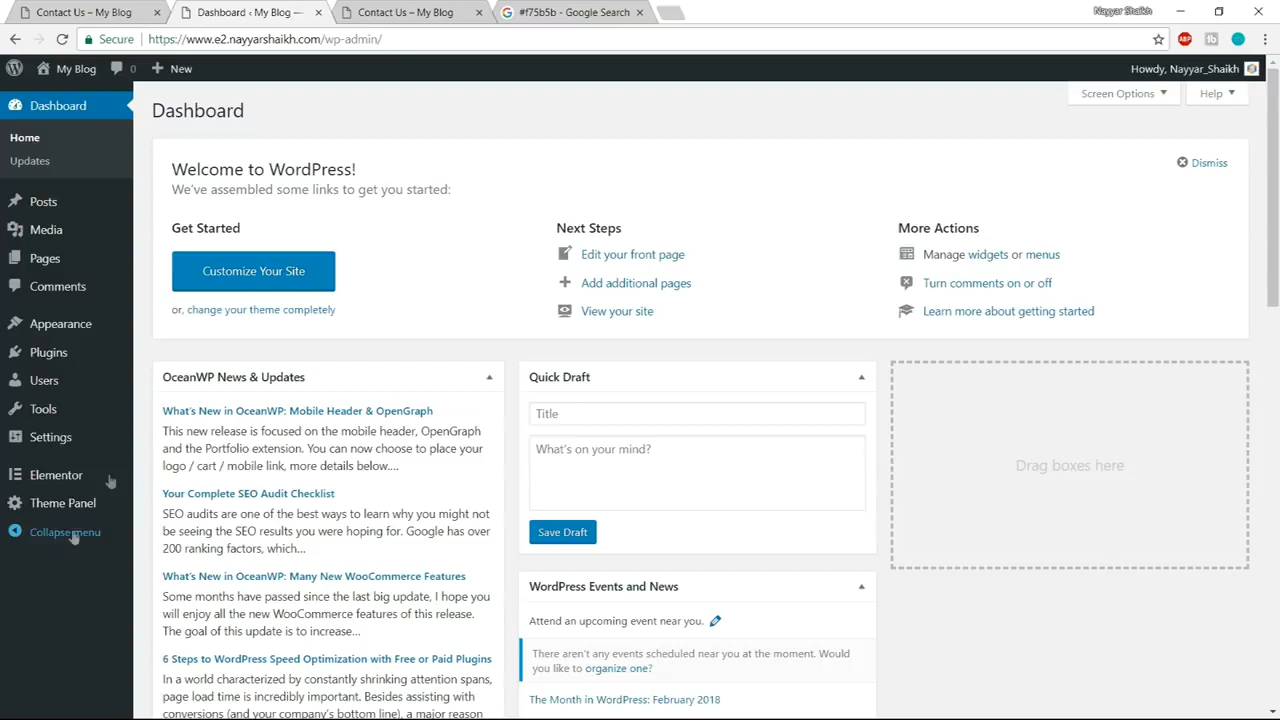 Contact Us – My Blog
Dashboard ‹ My Blog —
Contact Us – My Blog
#f75b5b - Google Search
Nayyar Shaikh
Secure
https://www.e2.nayyarshaikh.com/wp-admin/
ABP
My Blog
0
New
Howdy, Nayyar_Shaikh
Dashboard
Home
Updates
Posts
Media
Pages
Comments
Appearance
Plugins
Users
Tools
Settings
Elementor
Theme Panel
Collapse menu
Dashboard
Screen Options
Help
Welcome to WordPress!
We've assembled some links to get you started:
Dismiss
Get Started
Customize Your Site
or, change your theme completely
Next Steps
Edit your front page
Add additional pages
View your site
More Actions
Manage widgets or menus
Turn comments on or off
Learn more about getting started
OceanWP News & Updates
What's New in OceanWP: Mobile Header & OpenGraph
This new release is focused on the mobile header, OpenGraph
and the Portfolio extension. You can now choose to place your
logo / cart / mobile link, more details below....
Your Complete SEO Audit Checklist
SEO audits are one of the best ways to learn why you might not
be seeing the SEO results you were hoping for. Google has over
200 ranking factors, which...
What's New in OceanWP: Many New WooCommerce Features
Some months have passed since the last big update, I hope you
will enjoy all the new WooCommerce features of this release.
The goal of this update is to increase...
6 Steps to WordPress Speed Optimization with Free or Paid Plugins
In a world characterized by constantly shrinking attention spans,
page load time is incredibly important. Besides assisting with
conversions (and your company's bottom line), a major reason
Quick Draft
Title
What's on your mind?
Save Draft
WordPress Events and News
Attend an upcoming event near you.
There aren't any events scheduled near you at the moment. Would
you like to organize one?
The Month in WordPress: February 2018
Drag boxes here